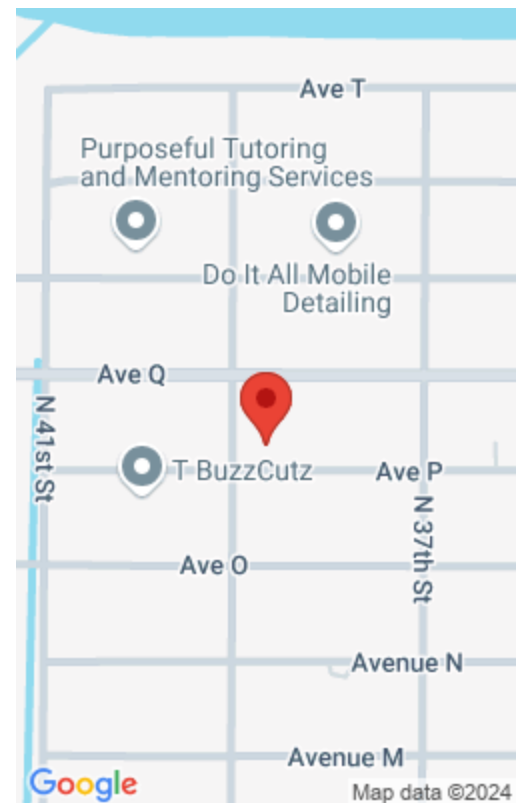 Ave T
Purposeful Tutoring
and Mentoring Services
Do It All Mobile
Detailing
Ave Q
N 41st St
T BuzzCutz
Ave P
N 37th St
Ave O
Avenue N
Avenue M
Google
Map data ©2024